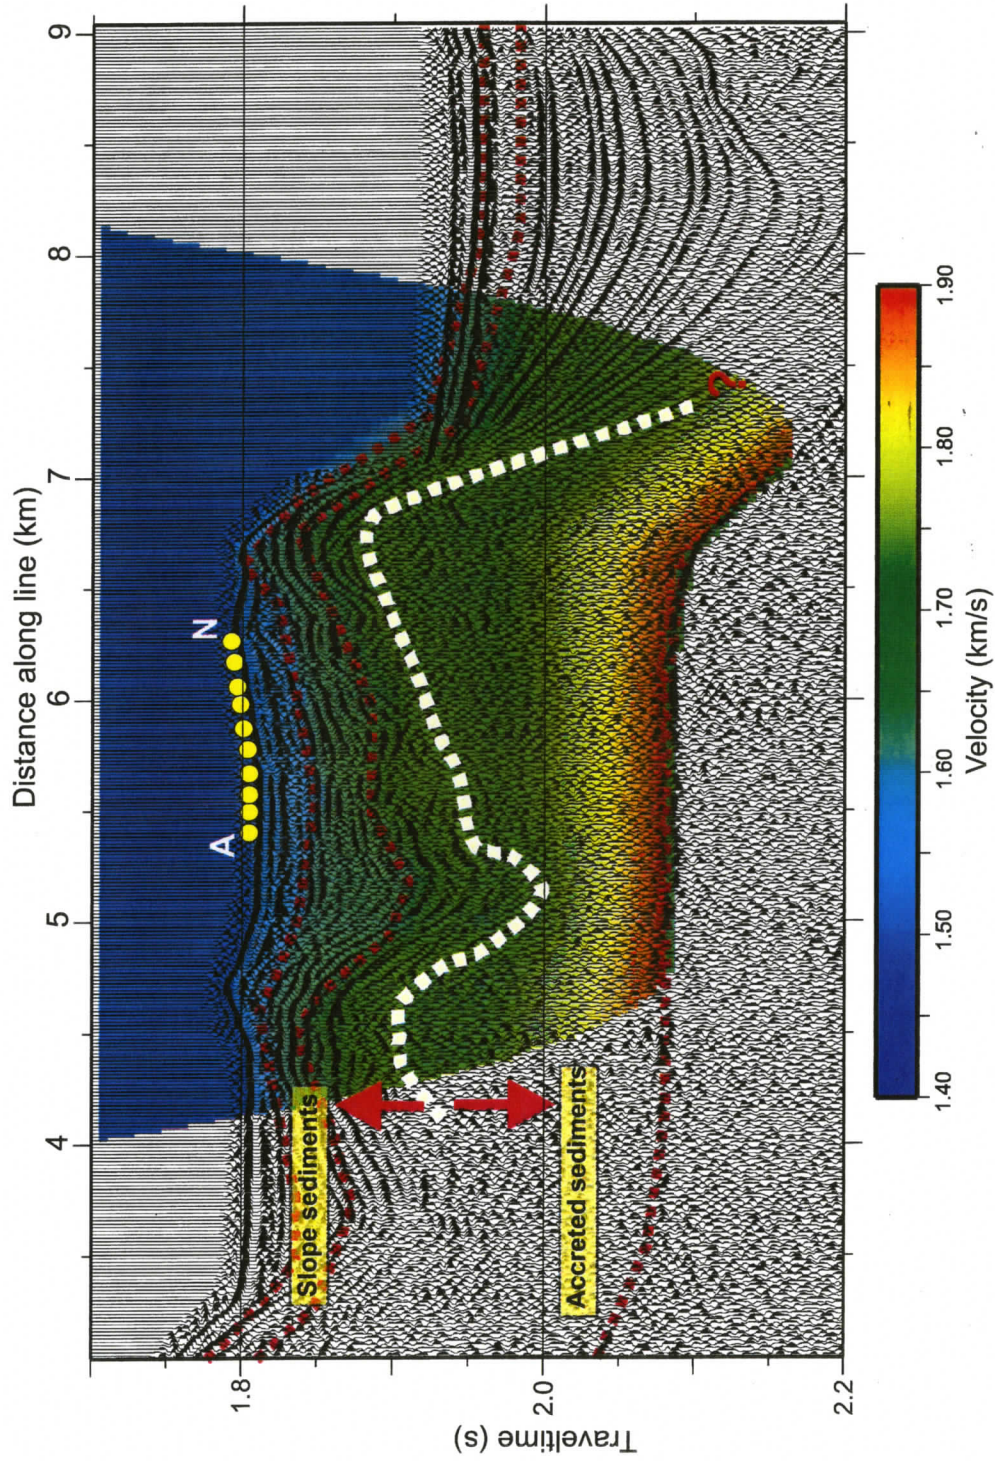 Distance along line (km)
4
5
6
7
8
9
Traveltime (s)
1.8
2.0
2.2
A
N
Slope sediments
Accreted sediments
?
1.40
1.50
1.60
1.70
1.80
1.90
Velocity (km/s)